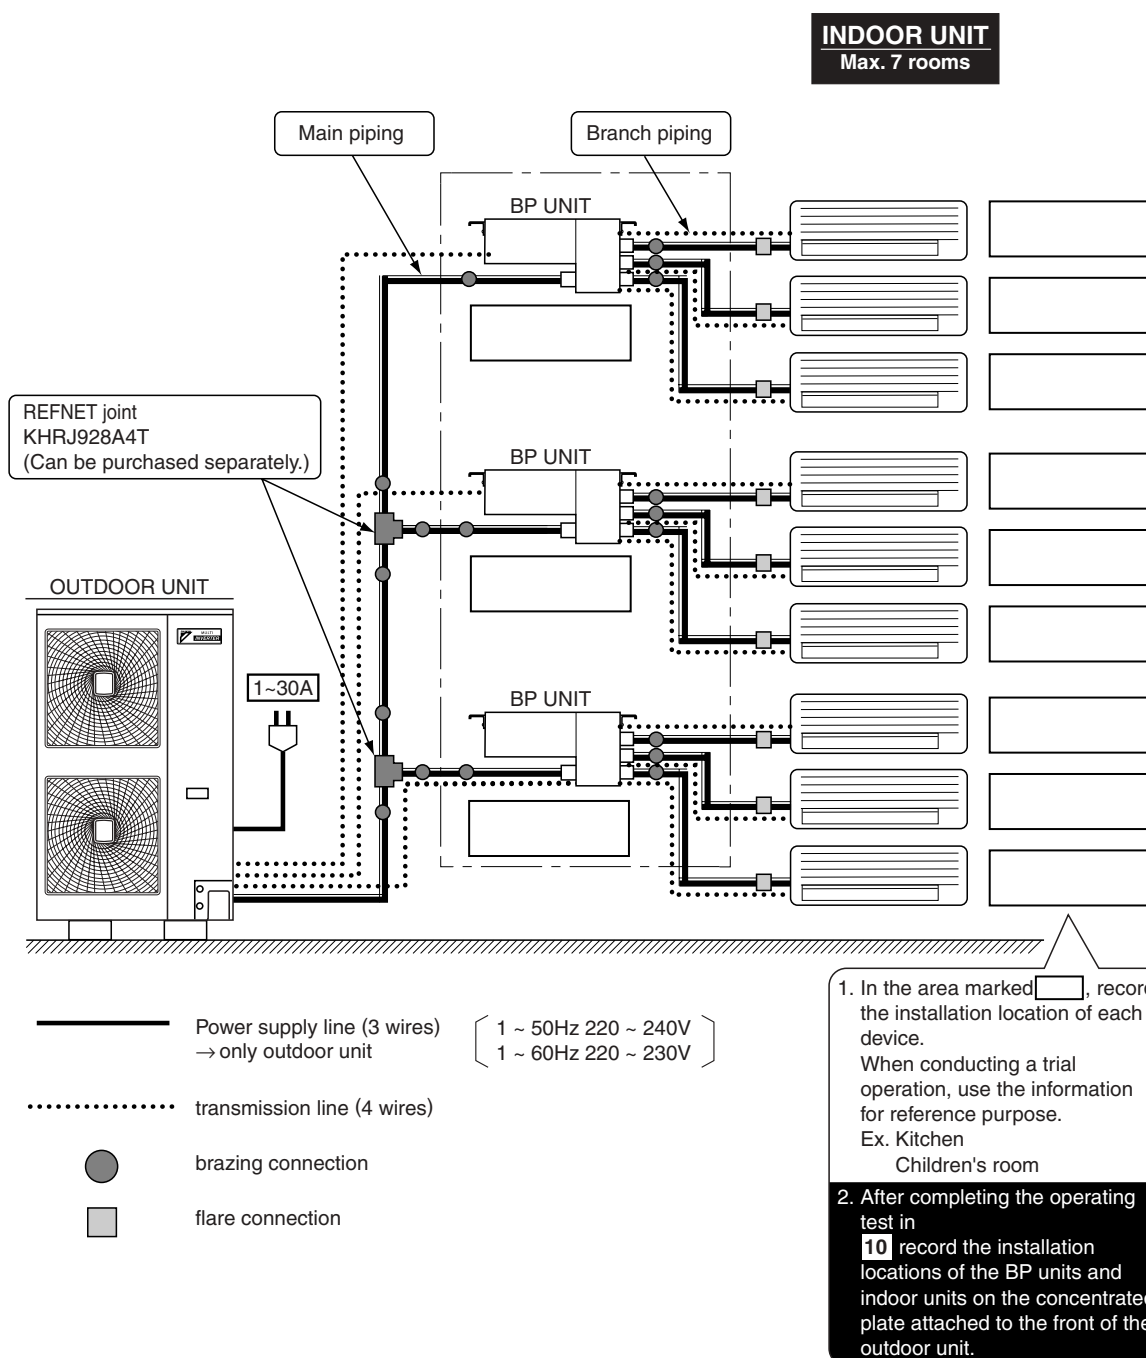 INDOOR UNIT
Max. 7 rooms
Main piping
Branch piping
BP UNIT
REFNET joint
KHRJ928A4T
(Can be purchased separately.)
BP UNIT
OUTDOOR UNIT
MULTI
INVERTER
1~30A
BP UNIT
Power supply line (3 wires)
→ only outdoor unit
1 ~ 50Hz 220 ~ 240V
1 ~ 60Hz 220 ~ 230V
transmission line (4 wires)
brazing connection
flare connection
1. In the area marked , record
the installation location of each
device.
When conducting a trial
operation, use the information
for reference purpose.
Ex. Kitchen
Children's room
2. After completing the operating
test in
10 record the installation
locations of the BP units and
indoor units on the concentrated
plate attached to the front of the
outdoor unit.